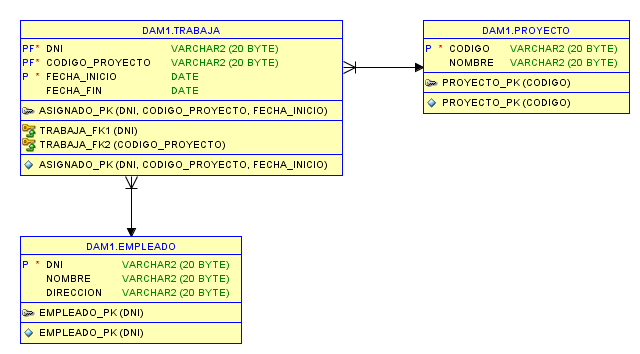 DAM1.TRABAJA
PF* DNI VARCHAR2 (20 BYTE)
PF* CODIGO_PROYECTO VARCHAR2 (20 BYTE)
P * FECHA_INICIO DATE
FECHA_FIN DATE
ASIGNADO_PK (DNI, CODIGO_PROYECTO, FECHA_INICIO)
TRABAJA_FK1 (DNI)
TRABAJA_FK2 (CODIGO_PROYECTO)
ASIGNADO_PK (DNI, CODIGO_PROYECTO, FECHA_INICIO)
DAM1.PROYECTO
P * CODIGO VARCHAR2 (20 BYTE)
NOMBRE VARCHAR2 (20 BYTE)
PROYECTO_PK (CODIGO)
PROYECTO_PK (CODIGO)
DAM1.EMPLEADO
P * DNI VARCHAR2 (20 BYTE)
NOMBRE VARCHAR2 (20 BYTE)
DIRECCION VARCHAR2 (20 BYTE)
EMPLEADO_PK (DNI)
EMPLEADO_PK (DNI)